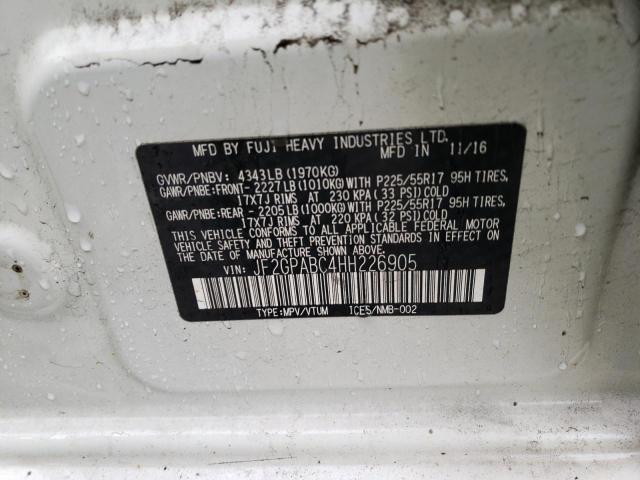 MFD BY FUJI HEAVY INDUSTRIES LTD.
MFD IN 11/16
GVWR/PNBV: 4343LB(1970KG)
GAWR/PNBE:FRONT- 2227LB(1010KG)WITH P225/55R17 95H TIRES,
17X7J RIMS AT 230 KPA( 33 PSI)COLD
GAWR/PNBE:REAR - 2205LB(1000KG)WITH P225/55R17 95H TIRES,
17X7J RIMS AT 220 KPA( 32 PSI)COLD
THIS VEHICLE CONFORMS TO ALL APPLICABLE FEDERAL MOTOR
VEHICLE SAFETY AND THEFT PREVENTION STANDARDS IN EFFECT ON
THE DATE OF MANUFACTURE SHOWN ABOVE.
VIN: JF2GPABC4HH226905
TYPE:MPV/VTUM 1CE5/NMB-002